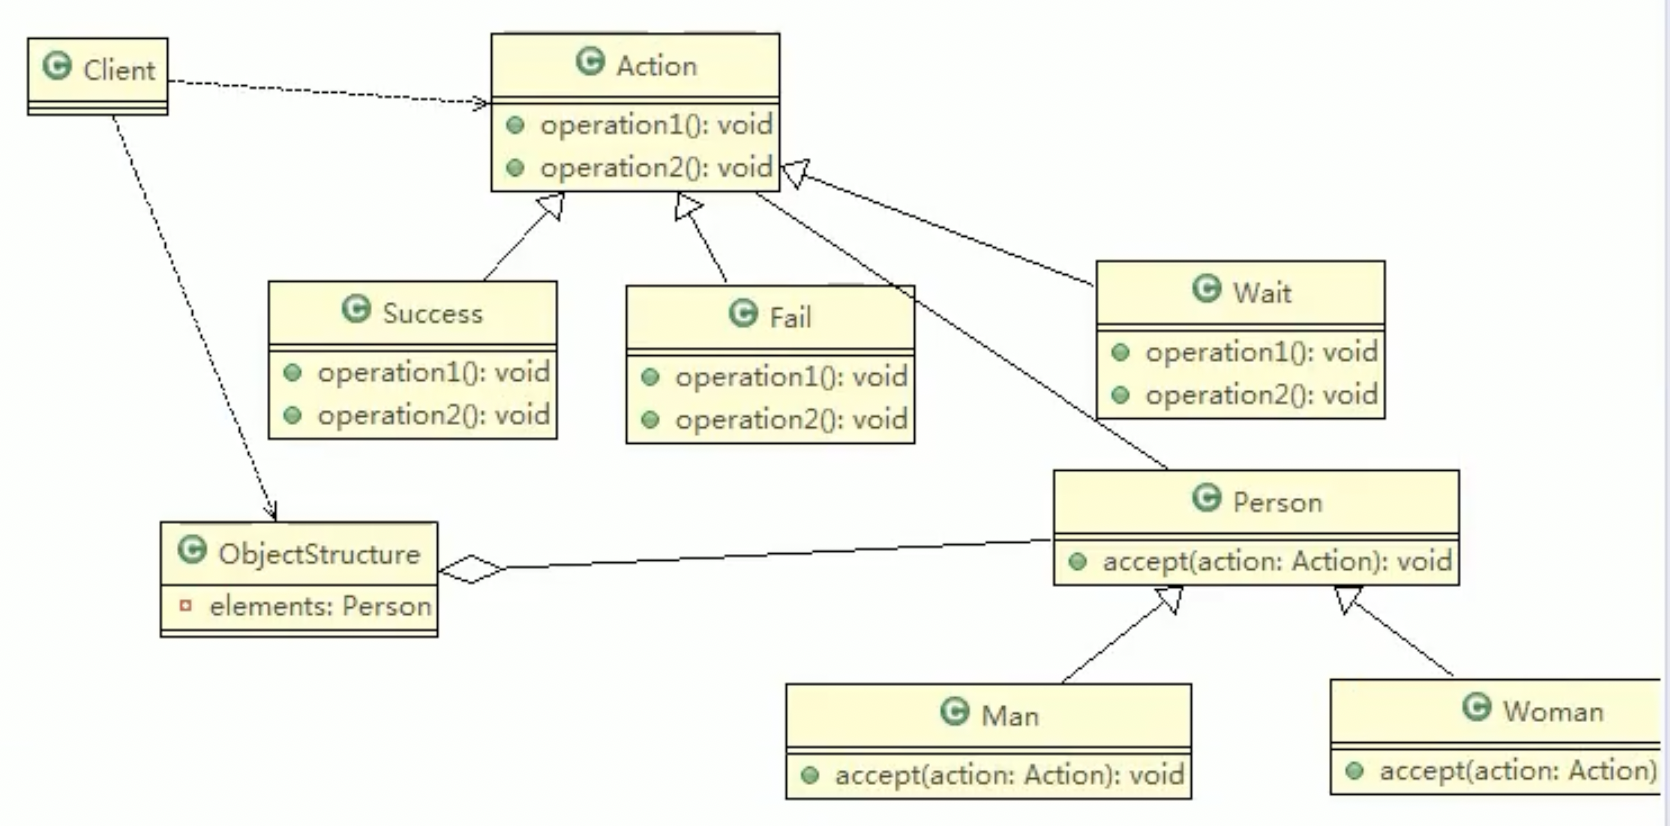 Client
Action
operation1(): void
operation2(): void
Success
operation1(): void
operation2(): void
Fail
operation1(): void
operation2(): void
Wait
operation1(): void
operation2(): void
ObjectStructure
elements: Person
Person
accept(action: Action): void
Man
accept(action: Action): void
Woman
accept(action: Action)